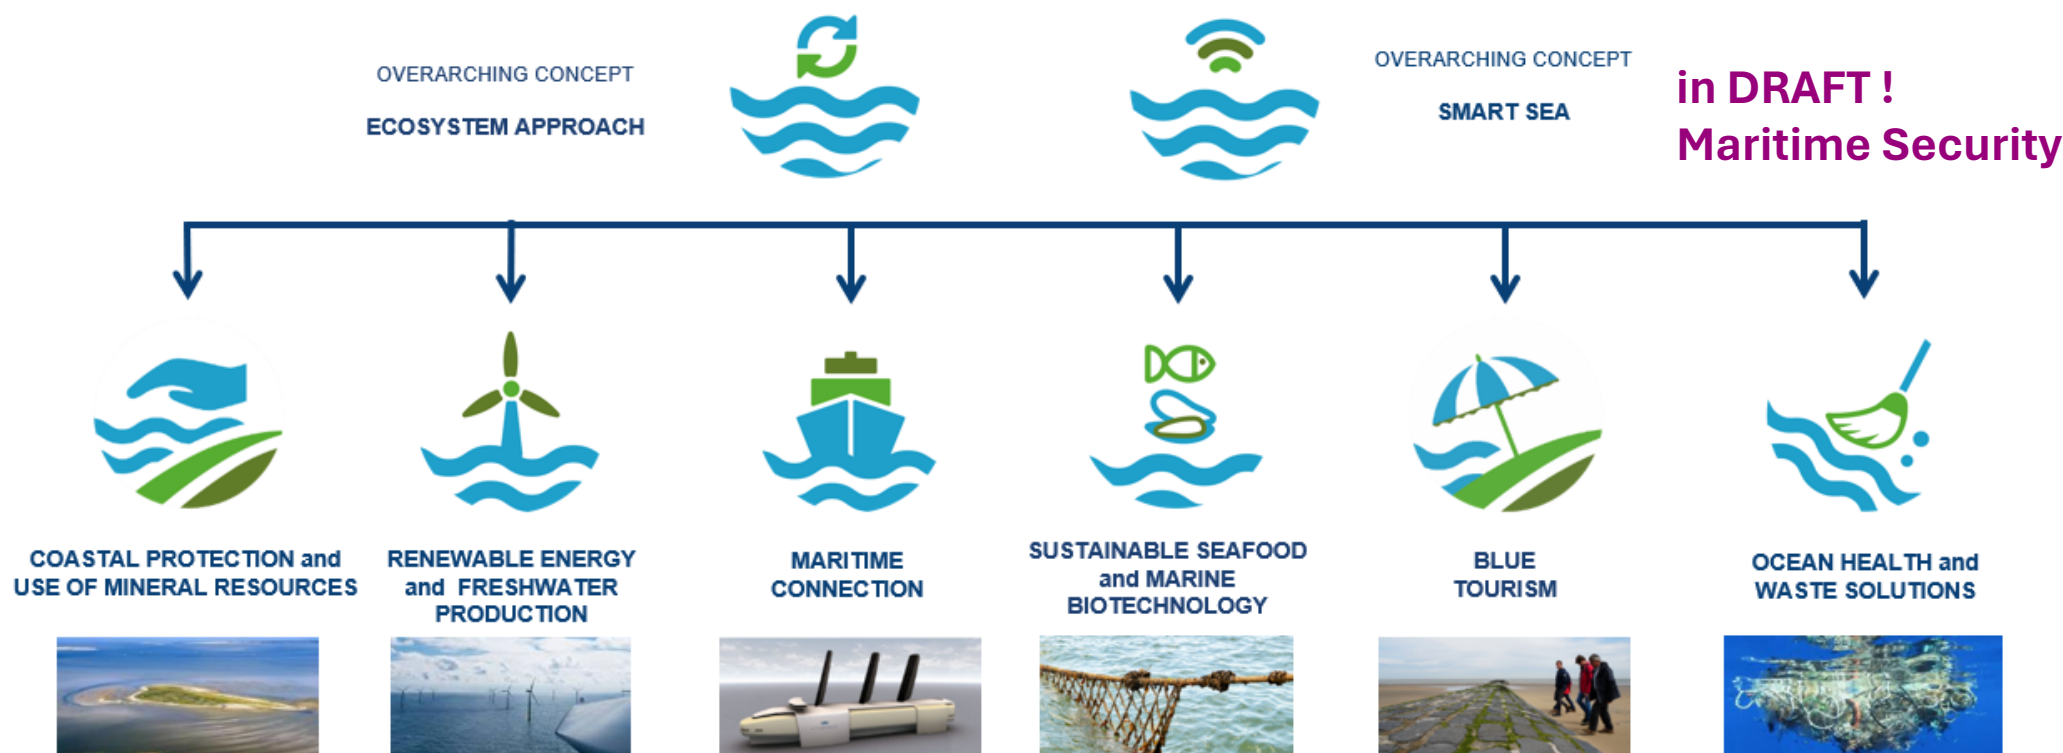 OVERARCHING CONCEPT
ECOSYSTEM APPROACH
OVERARCHING CONCEPT
SMART SEA
in DRAFT !
Maritime Security
COASTAL PROTECTION and
USE OF MINERAL RESOURCES
RENEWABLE ENERGY
and FRESHWATER
PRODUCTION
MARITIME
CONNECTION
SUSTAINABLE SEAFOOD
and MARINE
BIOTECHNOLOGY
BLUE
TOURISM
OCEAN HEALTH and
WASTE SOLUTIONS